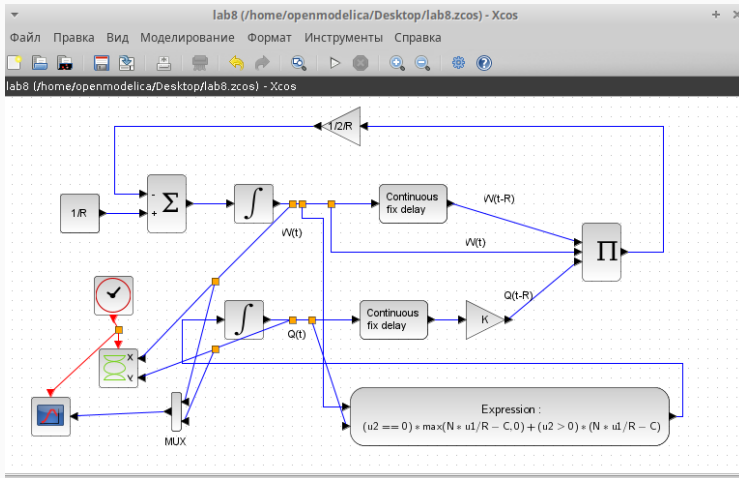 lab8 (/home/openmodelica/Desktop/lab8.zcos) - Xcos
Файл Правка Вид Моделирование Формат Инструменты Справка
lab8 (/home/openmodelica/Desktop/lab8.zcos) - Xcos
1/2/R
-
+
Σ
1/R
∫
W(t)
Continuous
fix delay
W(t-R)
W(t)
Π
Q(t-R)
∫
Q(t)
Continuous
fix delay
K
X
Y
MUX
Expression :
(u2 == 0) * max(N * u1/R − C, 0) + (u2 > 0) * (N * u1/R − C)